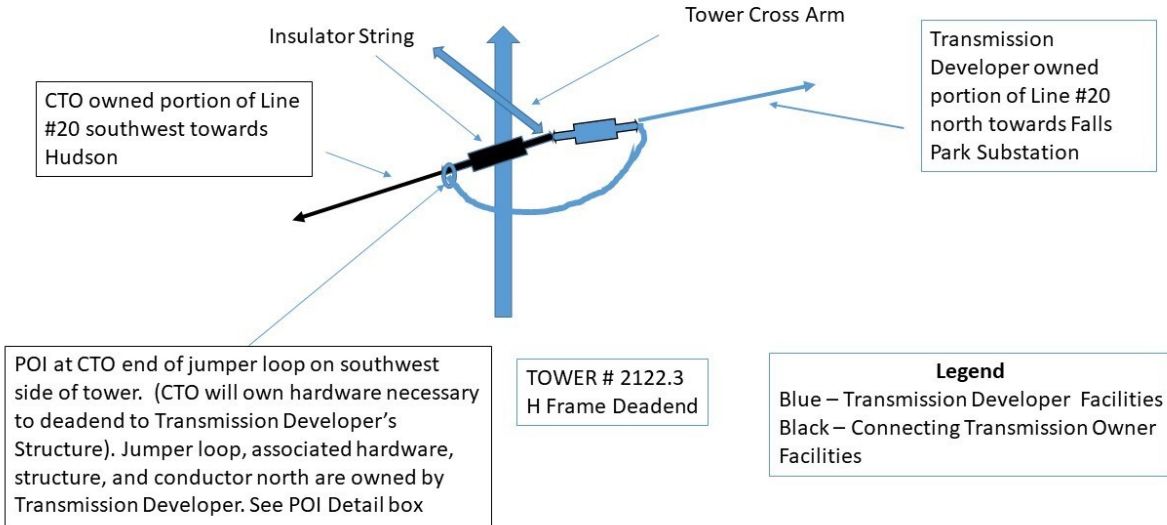 Tower Cross Arm
Insulator String
Transmission
Developer owned
portion of Line #20
north towards Falls
Park Substation
CTO owned portion of Line
#20 southwest towards
Hudson
POI at CTO end of jumper loop on southwest
side of tower.  (CTO will own hardware necessary
to deadend to Transmission Developer’s
Structure). Jumper loop, associated hardware,
structure, and conductor north are owned by
Transmission Developer. See POI Detail box
TOWER # 2122.3
H Frame Deadend
Legend
Blue – Transmission Developer  Facilities
Black – Connecting Transmission Owner
Facilities